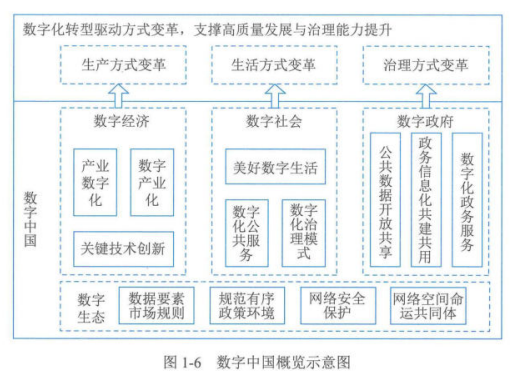 数字化转型驱动方式变革，支撑高质量发展与治理能力提升
生产方式变革
生活方式变革
治理方式变革
数字中国
数字经济
产业
数字
化
数字
产业
化
关键技术创新
数字社会
美好数字生活
数字化公共服务
数字化治理模式
数字政府
公共数据开放共享
政务信息化共建共用
数字化政务服务
数字
生态
数据要素
市场规则
规范有序
政策环境
网络安全
保护
网络空间命
运共同体
图 1-6 数字中国概览示意图